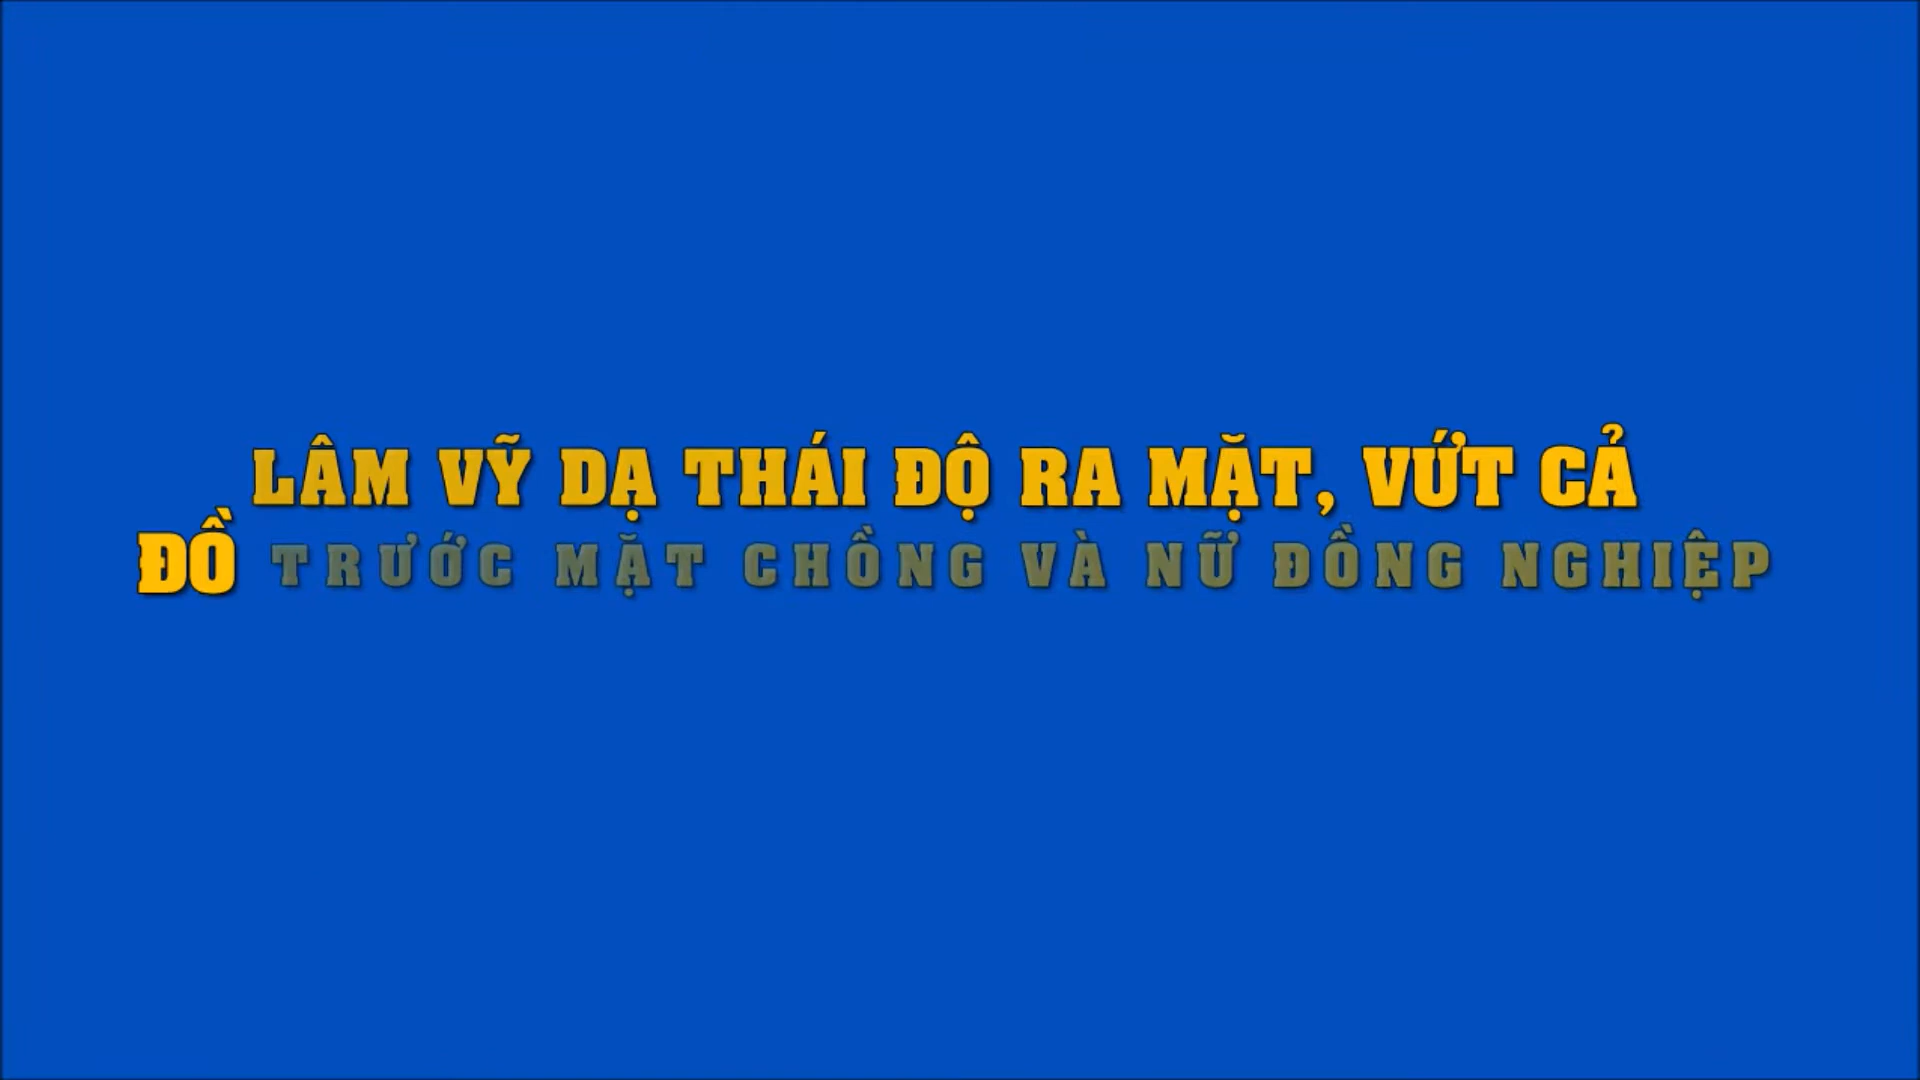 LÂM VỸ DẠ THÁI ĐỘ RA MẶT, VỨT CẢ
ĐỒ TRƯỚC MẶT CHỒNG VÀ NỮ ĐỒNG NGHIỆP